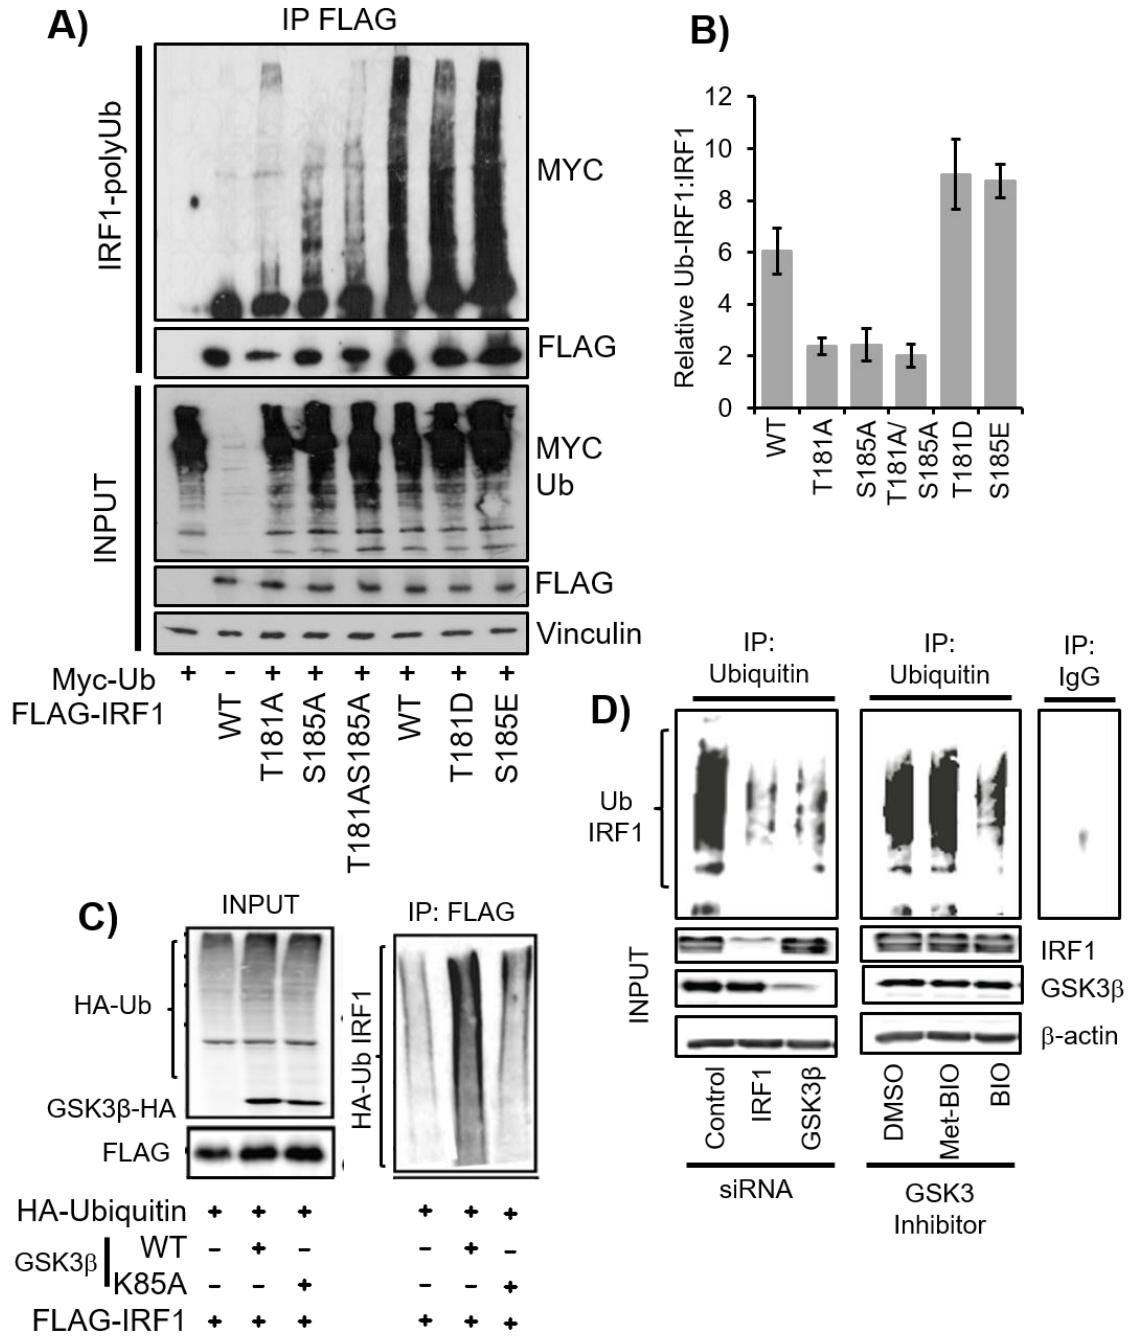 A)
IP FLAG
IRF1-polyUb
MYC
FLAG
INPUT
MYC
Ub
FLAG
Vinculin
Myc-Ub + - + + + + + +
FLAG-IRF1 WT T181A S185A T181AS185A WT T181D S185E
B)
Relative Ub-IRF1:IRF1
12
10
8
6
4
2
0
WT T181A S185A T181A/ S185A T181D S185E
C)
INPUT
IP: FLAG
HA-Ub
HA-Ub IRF1
GSK3β-HA
FLAG
HA-Ubiquitin + + + + + +
GSK3β
WT - + - - + -
K85A - - + - - +
FLAG-IRF1 + + + + + +
D)
IP: Ubiquitin
IP: Ubiquitin
IP: IgG
Ub
IRF1
INPUT
IRF1
GSK3β
β-actin
Control IRF1 GSK3β
DMSO Met-BIO BIO
siRNA
GSK3
Inhibitor